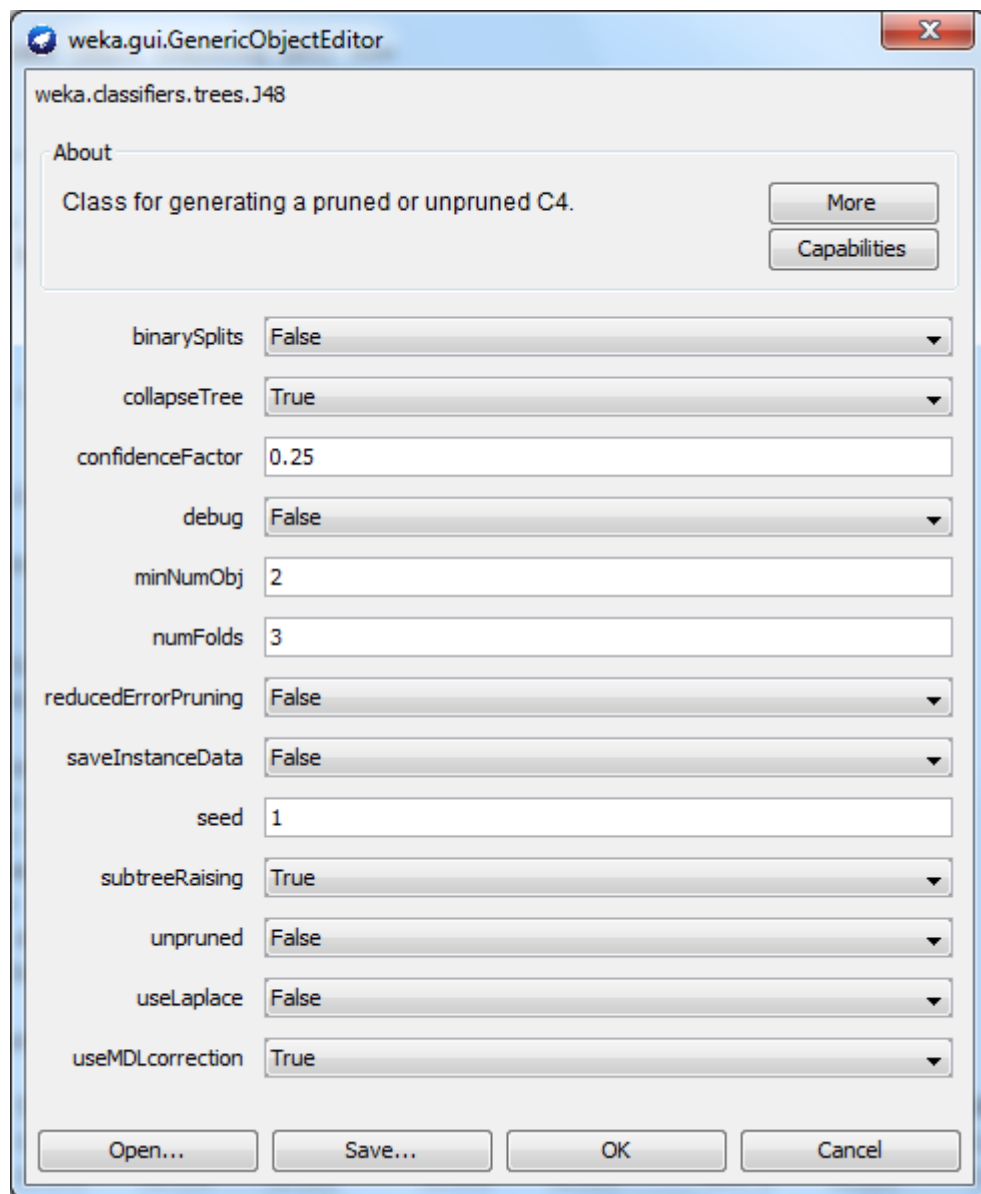 weka.gui.GenericObjectEditor
weka.classifiers.trees.J48
About
Class for generating a pruned or unpruned C4.
More
Capabilities
binarySplits False
collapseTree True
confidenceFactor 0.25
debug False
minNumObj 2
numFolds 3
reducedErrorPruning False
saveInstanceData False
seed 1
subtreeRaising True
unpruned False
useLaplace False
useMDLcorrection True
Open... Save... OK Cancel